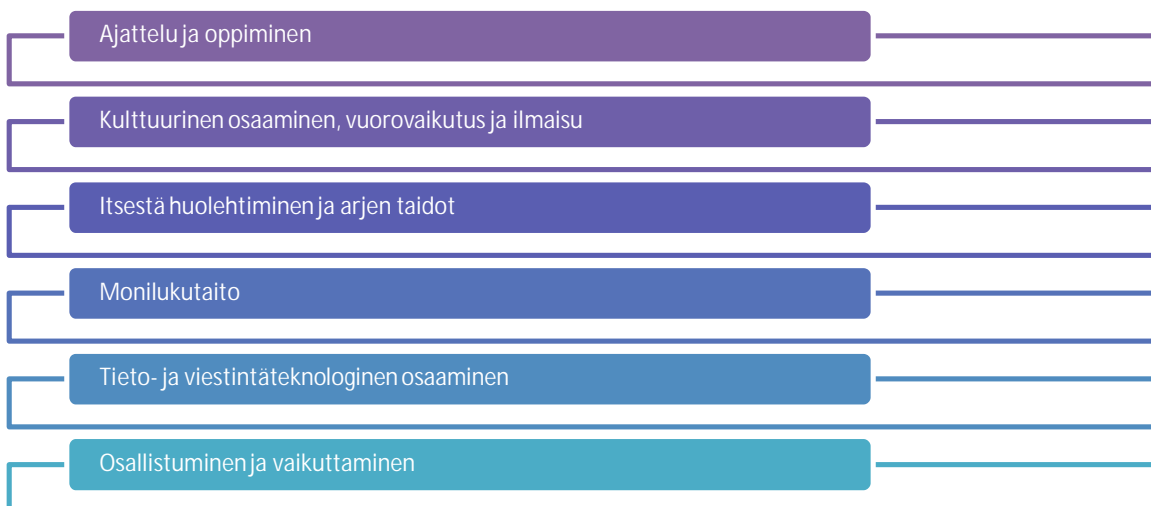 Ajattelu ja oppiminen
Kulttuurinen osaaminen, vuorovaikutus ja ilmaisu
Itsestä huolehtiminen ja arjen taidot
Monilukutaito
Tieto- ja viestintäteknologinen osaaminen
Osallistuminen ja vaikuttaminen